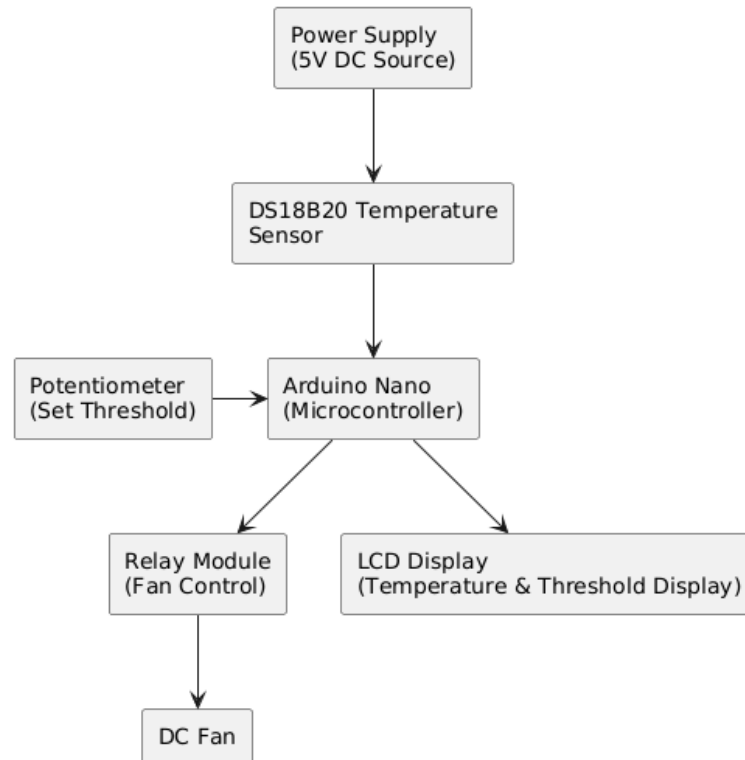 Power Supply
(5V DC Source)
DS18B20 Temperature
Sensor
Potentiometer
(Set Threshold)
Arduino Nano
(Microcontroller)
Relay Module
(Fan Control)
LCD Display
(Temperature & Threshold Display)
DC Fan